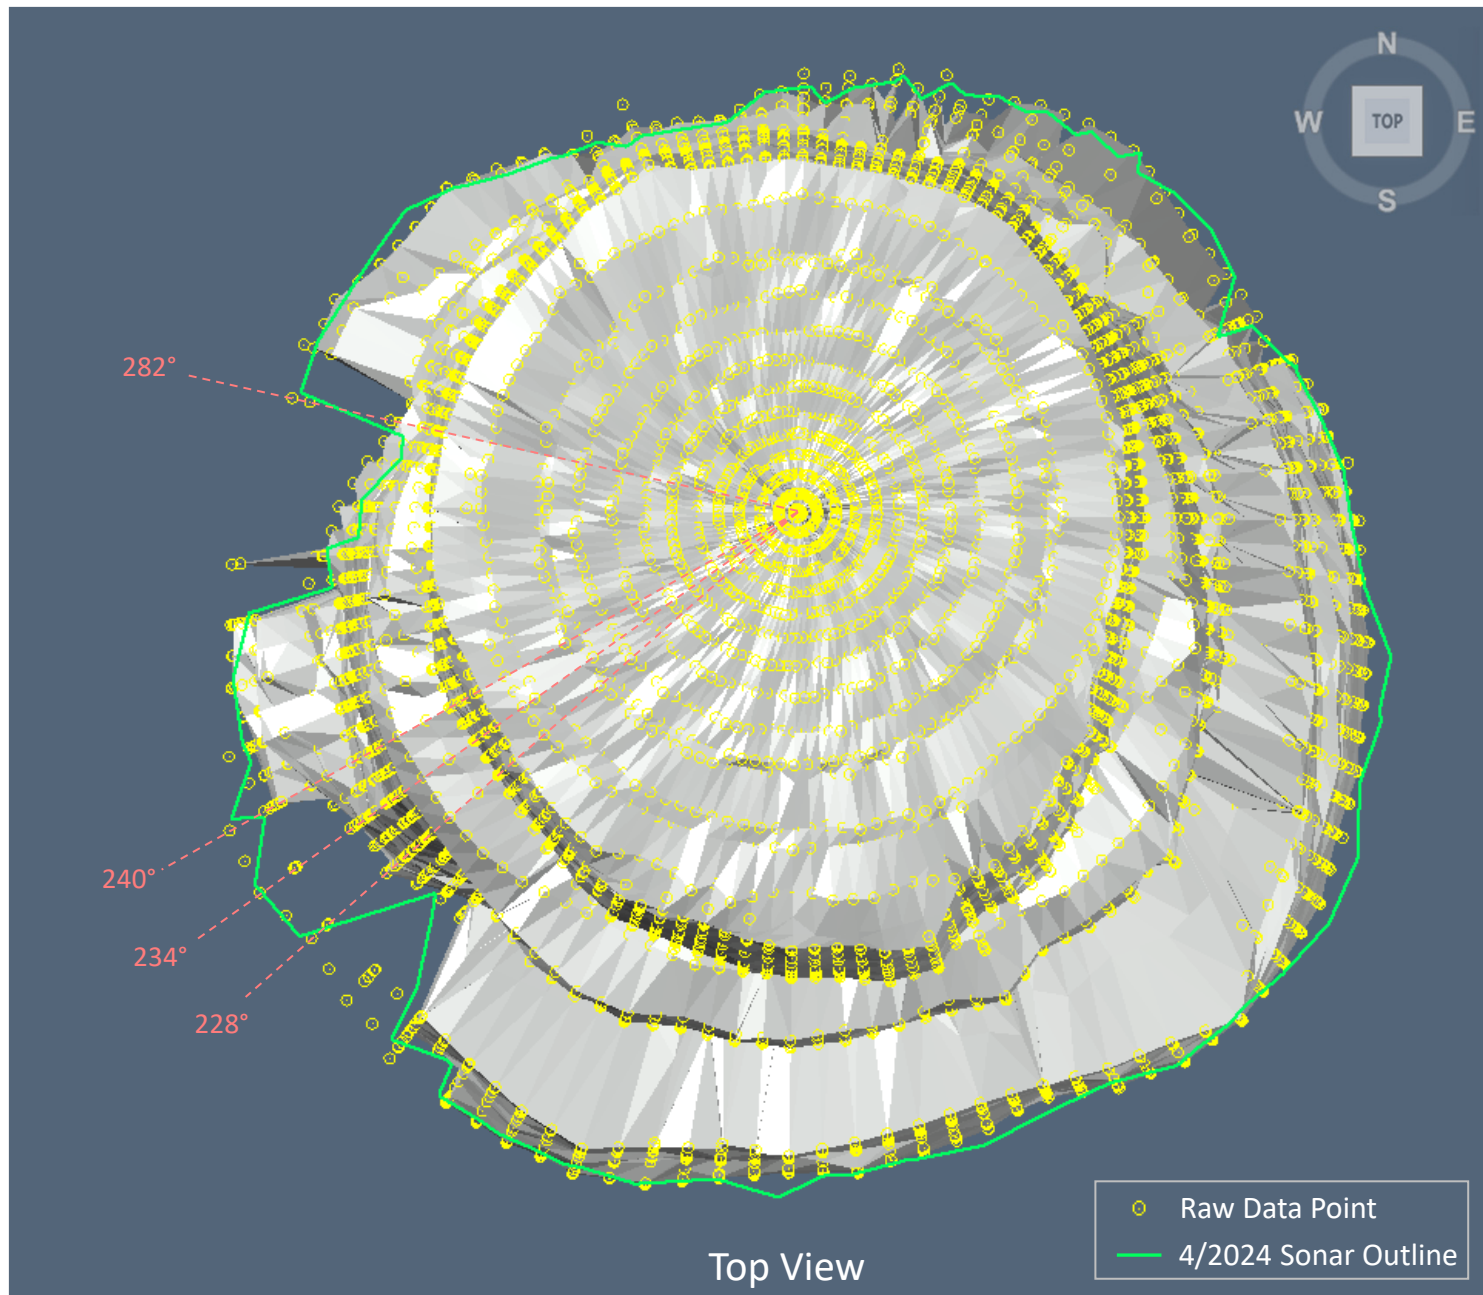 N
W TOP E
S
282°
240°
234°
228°
Raw Data Point
4/2024 Sonar Outline
Top View